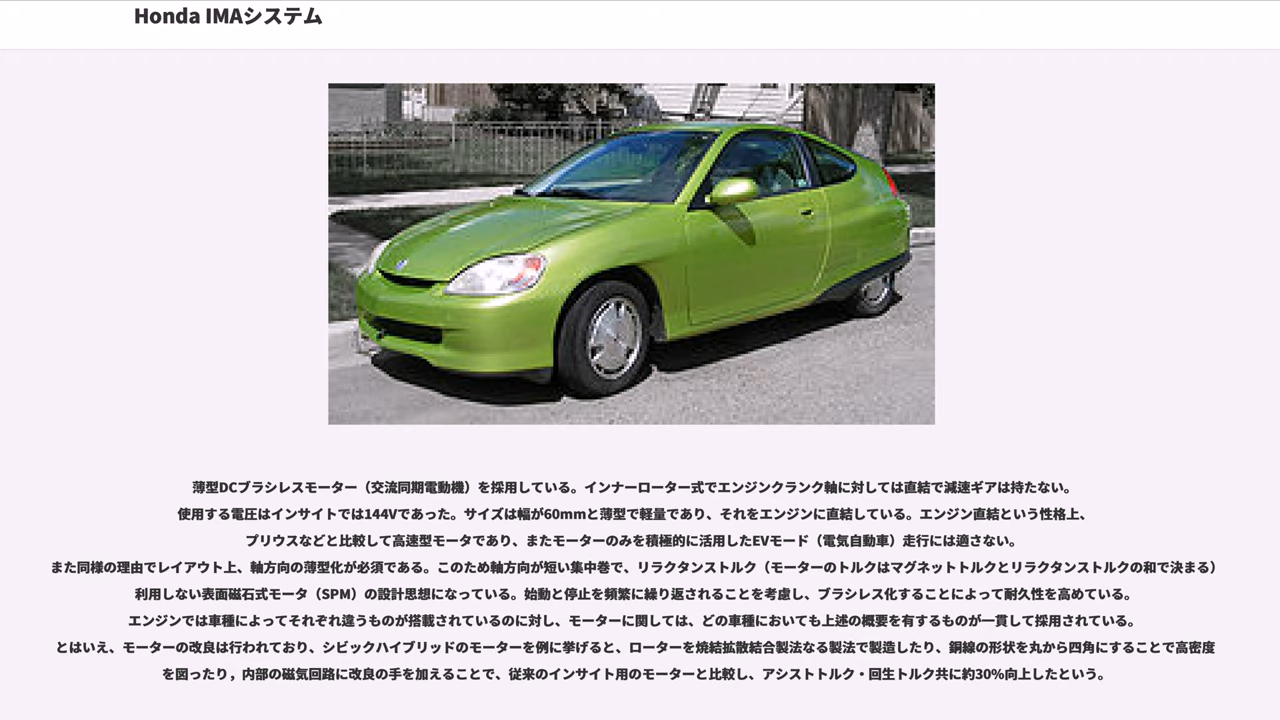 Honda IMAシステム
薄型DCブラシレスモーター（交流同期電動機）を採用している。インナーローター式でエンジンクランク軸に対しては直結で減速ギアは持たない。
使用する電圧はインサイトでは144Vであった。サイズは幅が60mmと薄型で軽量であり、それをエンジンに直結している。エンジン直結という性格上、
プリウスなどと比較して高速型モータであり、またモーターのみを積極的に活用したEVモード（電気自動車）走行には適さない。
また同様の理由でレイアウト上、軸方向の薄型化が必須である。このため軸方向が短い集中巻で、リラクタンストルク（モーターのトルクはマグネットトルクとリラクタンストルクの和で決まる）
利用しない表面磁石式モータ（SPM）の設計思想になっている。始動と停止を頻繁に繰り返されることを考慮し、ブラシレス化することによって耐久性を高めている。
エンジンでは車種によってそれぞれ違うものが搭載されているのに対し、モーターに関しては、どの車種においても上述の概要を有するものが一貫して採用されている。
とはいえ、モーターの改良は行われており、シビックハイブリッドのモーターを例に挙げると、ローターを焼結拡散結合製法なる製法で製造したり、銅線の形状を丸から四角にすることで高密度
を図ったり，内部の磁気回路に改良の手を加えることで、従来のインサイト用のモーターと比較し、アシストトルク・回生トルク共に約30%向上したという。